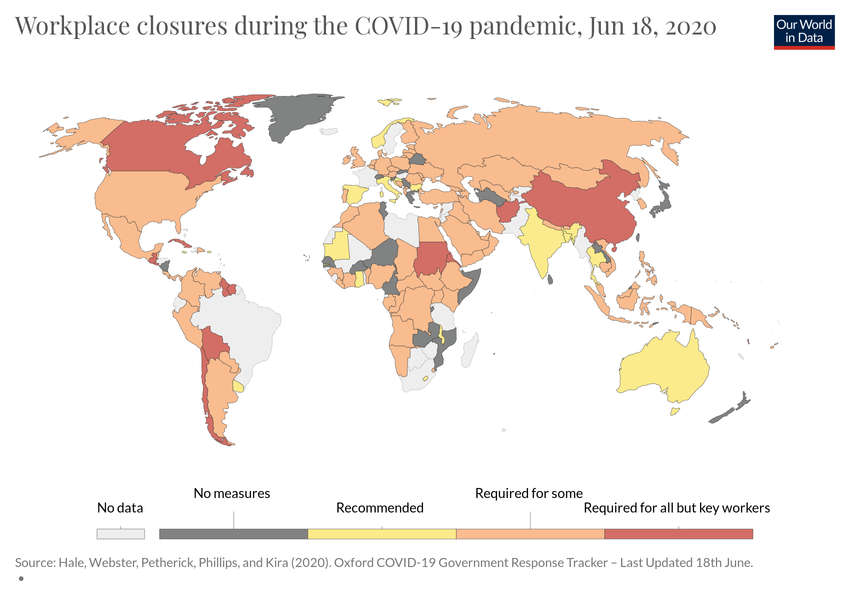 Workplace closures during the COVID-19 pandemic, Jun 18, 2020
Our World
in Data
No measures
Required for some
No data
Recommended
Required for all but key workers
Source: Hale, Webster, Petherick, Phillips, and Kira (2020). Oxford COVID-19 Government Response Tracker – Last Updated 18th June.
•